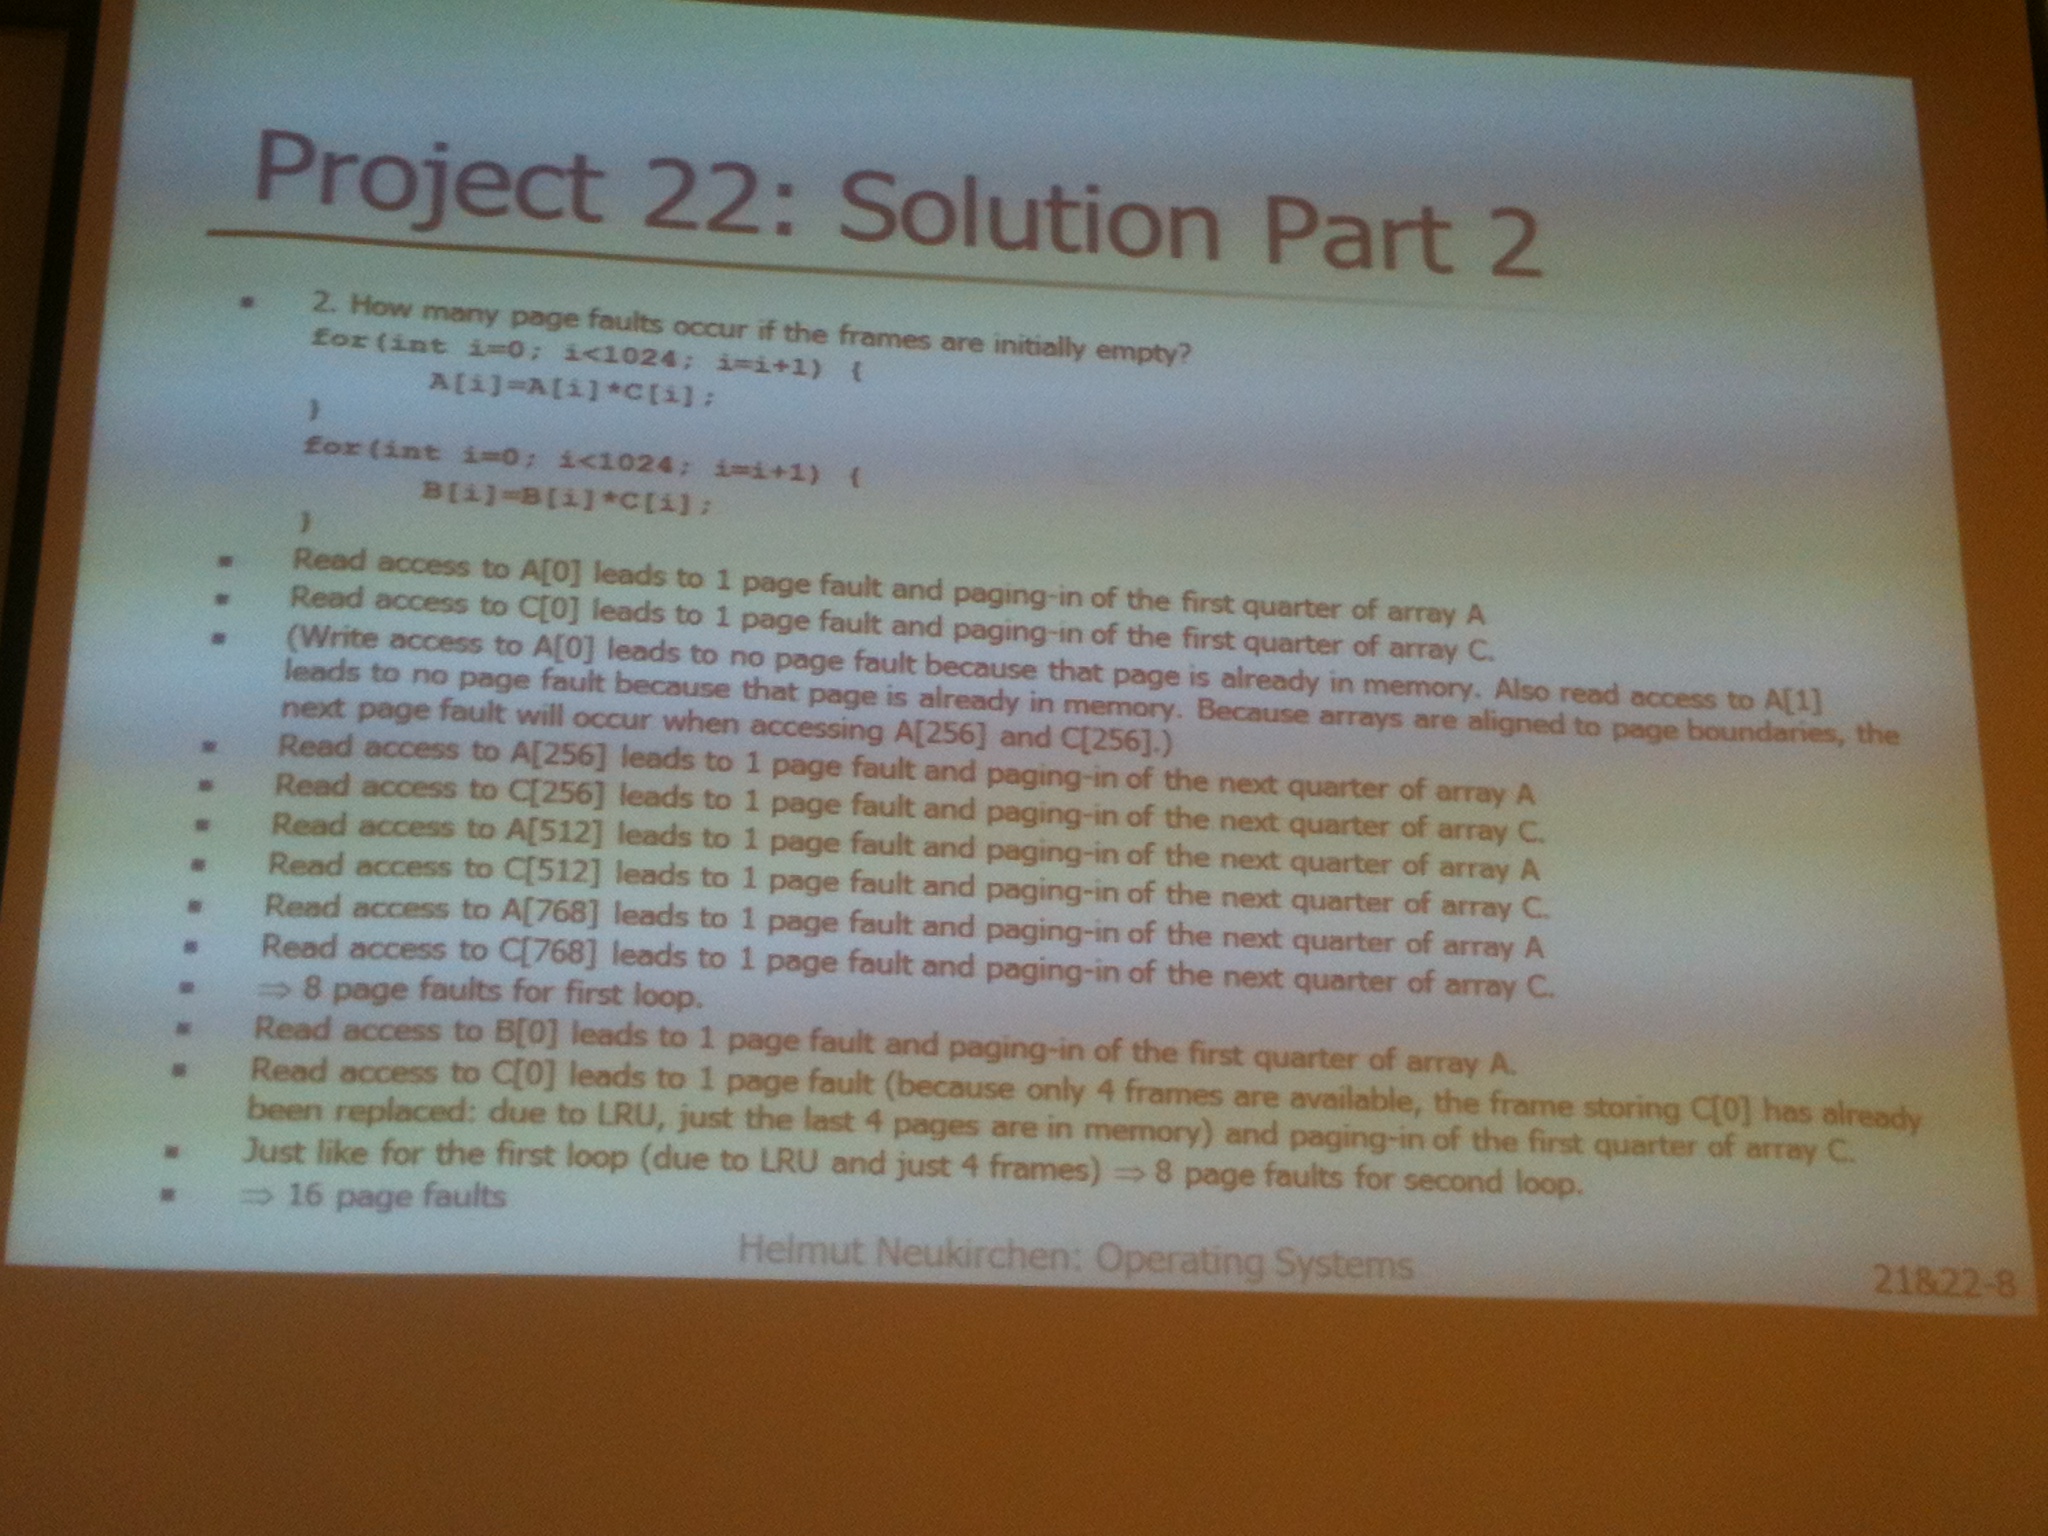 Project 22: Solution Part 2
▪ 2. How many page faults occur if the frames are initially empty?
for(int i=0; i<1024; i=i+1) {
A[i]=A[i]*C[i];
}
for(int i=0; i<1024; i=i+1) {
B[i]=B[i]*C[i];
}
▪ Read access to A[0] leads to 1 page fault and paging-in of the first quarter of array A
▪ Read access to C[0] leads to 1 page fault and paging-in of the first quarter of array C.
▪ (Write access to A[0] leads to no page fault because that page is already in memory. Also read access to A[1]
leads to no page fault because that page is already in memory. Because arrays are aligned to page boundaries, the
next page fault will occur when accessing A[256] and C[256].)
▪ Read access to A[256] leads to 1 page fault and paging-in of the next quarter of array A
▪ Read access to C[256] leads to 1 page fault and paging-in of the next quarter of array C.
▪ Read access to A[512] leads to 1 page fault and paging-in of the next quarter of array A
▪ Read access to C[512] leads to 1 page fault and paging-in of the next quarter of array C.
▪ Read access to A[768] leads to 1 page fault and paging-in of the next quarter of array A
▪ Read access to C[768] leads to 1 page fault and paging-in of the next quarter of array C.
▪ ⇒ 8 page faults for first loop.
▪ Read access to B[0] leads to 1 page fault and paging-in of the first quarter of array A.
▪ Read access to C[0] leads to 1 page fault (because only 4 frames are available, the frame storing C[0] has already
been replaced: due to LRU, just the last 4 pages are in memory) and paging-in of the first quarter of array C.
▪ Just like for the first loop (due to LRU and just 4 frames) ⇒ 8 page faults for second loop.
▪ ⇒ 16 page faults
Helmut Neukirchen: Operating Systems
21&22-8